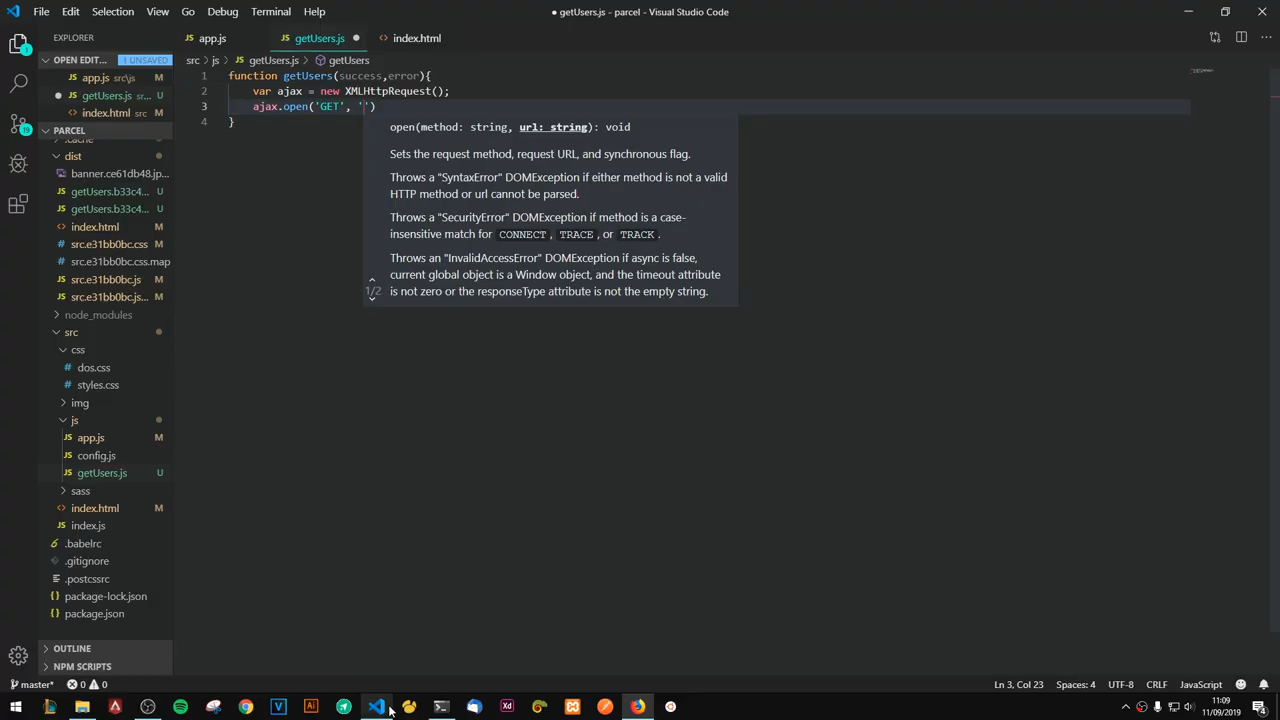 File Edit Selection View Go Debug Terminal Help
● getUsers.js - parcel - Visual Studio Code
EXPLORER
app.js
getUsers.js
index.html
OPEN EDIT... 1 UNSAVED
src > js > getUsers.js > getUsers
app.js src\js M
getUsers.js s... U
index.html src M
1 function getUsers(success,error){
2 var ajax = new XMLHttpRequest();
3 ajax.open('GET', '')
4 }
open(method: string, url: string): void
Sets the request method, request URL, and synchronous flag.
Throws a "SyntaxError" DOMException if either method is not a valid
HTTP method or url cannot be parsed.
Throws a "SecurityError" DOMException if method is a case-
insensitive match for CONNECT, TRACE, or TRACK.
Throws an "InvalidAccessError" DOMException if async is false,
current global object is a Window object, and the timeout attribute
1/2 is not zero or the responseType attribute is not the empty string.
PARCEL
.cache
dist
banner.ce61db48.jp...
getUsers.b33c4...
getUsers.b33c4...
index.html
src.e31bb0bc.css
src.e31bb0bc.css.map
src.e31bb0bc.js
src.e31bb0bc.js...
node_modules
src
css
dos.css
styles.css
img
js
app.js M
config.js
getUsers.js U
sass
index.html M
index.js
.babelrc
.gitignore
.postcssrc
package-lock.json
package.json
OUTLINE
NPM SCRIPTS
master* 0 0
Ln 3, Col 23 Spaces: 4 UTF-8 CRLF JavaScript
11:09
11/09/2019